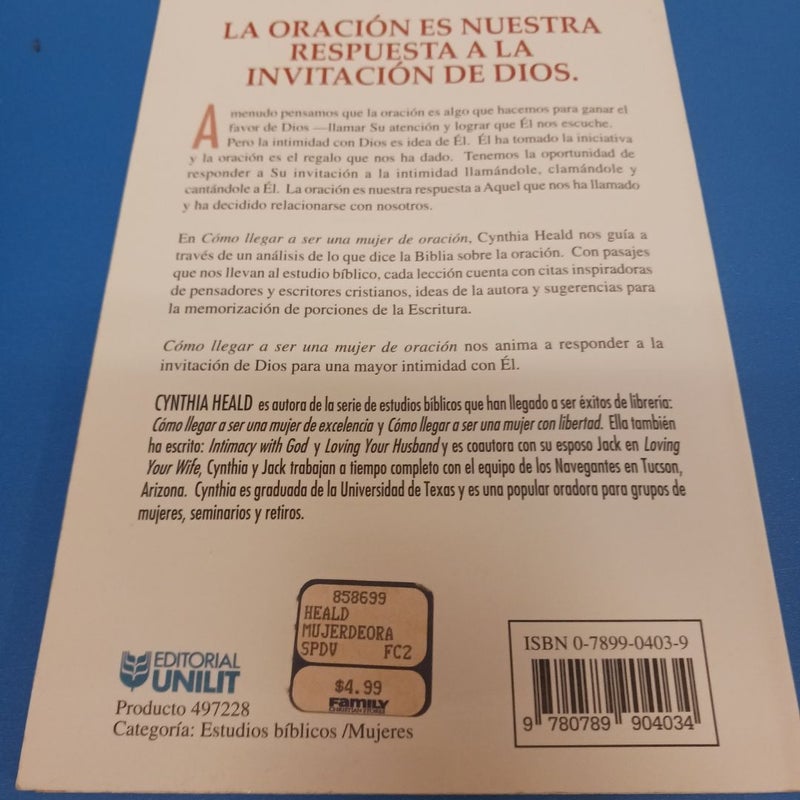 LA ORACIÓN ES NUESTRA
RESPUESTA A LA
INVITACIÓN DE DIOS.
A menudo pensamos que la oración es algo que hacemos para ganar el
favor de Dios —llamar Su atención y lograr que Él nos escuche.
Pero la intimidad con Dios es idea de Él. Él ha tomado la iniciativa
y la oración es el regalo que nos ha dado. Tenemos la oportunidad de
responder a Su invitación a la intimidad llamándole, clamándole y
cantándole a Él. La oración es nuestra respuesta a Aquel que nos ha llamado
y ha decidido relacionarse con nosotros.
En Cómo llegar a ser una mujer de oración, Cynthia Heald nos guía a
través de un análisis de lo que dice la Biblia sobre la oración. Con pasajes
que nos llevan al estudio bíblico, cada lección cuenta con citas inspiradoras
de pensadores y escritores cristianos, ideas de la autora y sugerencias para
la memorización de porciones de la Escritura.
Cómo llegar a ser una mujer de oración nos anima a responder a la
invitación de Dios para una mayor intimidad con Él.
CYNTHIA HEALD es autora de la serie de estudios bíblicos que han llegado a ser éxitos de librería:
Cómo llegar a ser una mujer de excelencia y Cómo llegar a ser una mujer con libertad. Ella también
ha escrito: Intimacy with God y Loving Your Husband y es coautora con su esposo Jack en Loving
Your Wife, Cynthia y Jack trabajan a tiempo completo con el equipo de los Navegantes en Tucson,
Arizona. Cynthia es graduada de la Universidad de Texas y es una popular oradora para grupos de
mujeres, seminarios y retiros.
858699
HEALD
MUJERDEORA
SPDV FC2
$4.99
FAMILY
CHRISTIAN STORES
EDITORIAL
UNILIT
Producto 497228
Categoría: Estudios bíblicos /Mujeres
ISBN 0-7899-0403-9
9 780789 904034